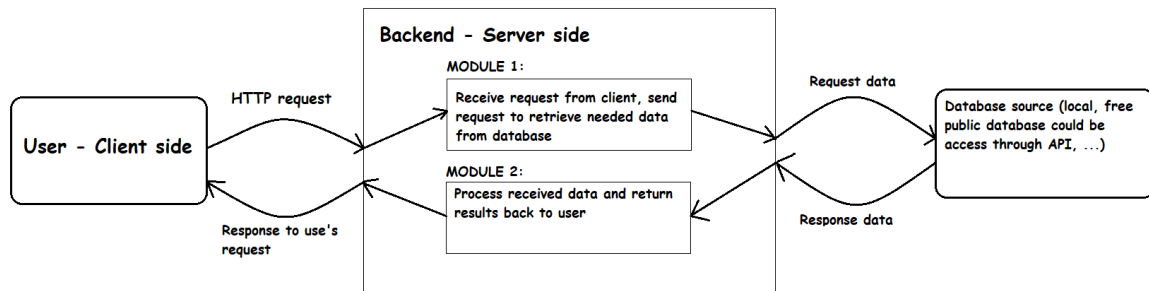 Backend - Server side
MODULE 1:
HTTP request
Receive request from client, send
request to retrieve needed data
from database
Request data
User - Client side
Database source (local, free
public database could be
access through API, ...)
MODULE 2:
Process received data and return
results back to user
Response to use's
request
Response data